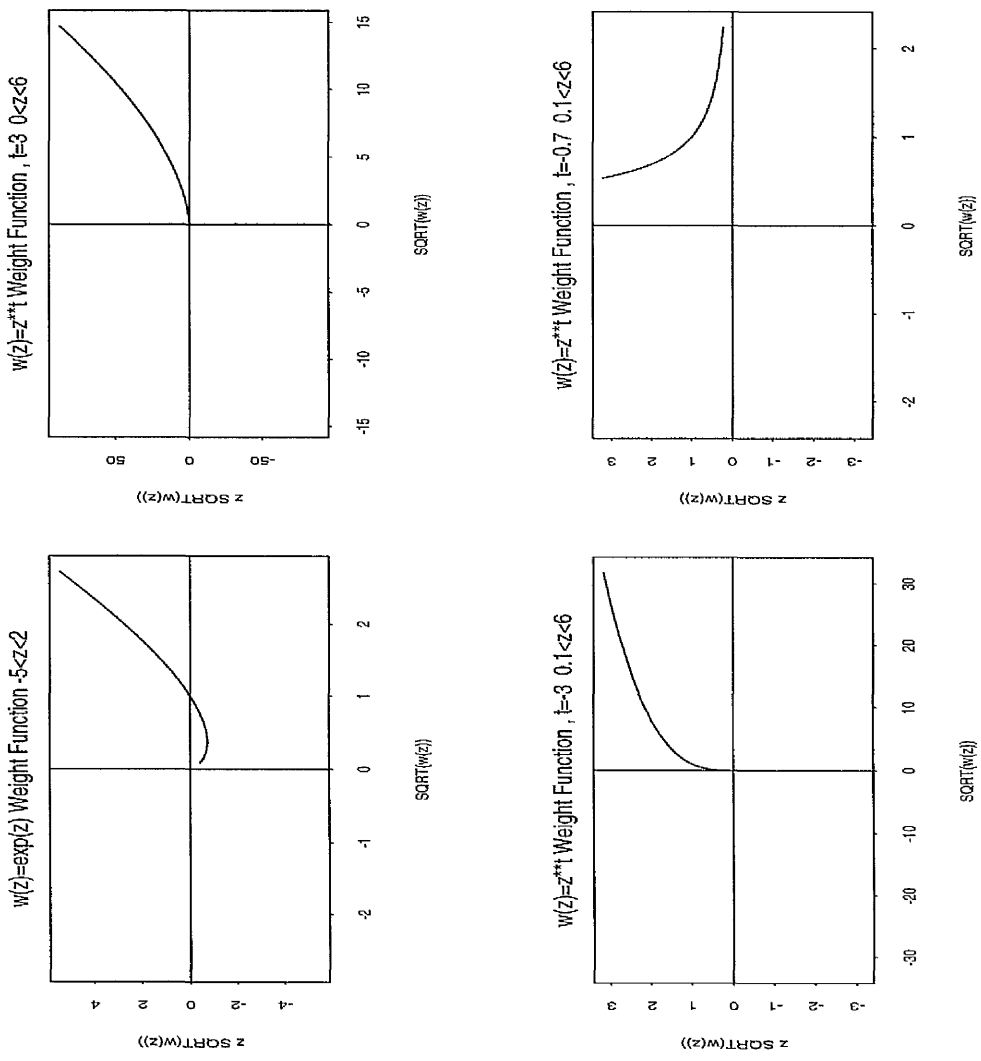 w(z)=exp(z) Weight Function -5<z<2
z SQRT(w(z))
4
2
0
-2
-4
-2 -1 0 1 2
SQRT(w(z))
w(z)=z**t Weight Function , t=3 0<z<6
z SQRT(w(z))
50
0
-50
-15 -10 -5 0 5 10 15
SQRT(w(z))
w(z)=z**t Weight Function , t=-3 0.1<z<6
z SQRT(w(z))
3
2
1
0
-1
-2
-3
-30 -20 -10 0 10 20 30
SQRT(w(z))
w(z)=z**t Weight Function , t=-0.7 0.1<z<6
z SQRT(w(z))
3
2
1
0
-1
-2
-3
-2 -1 0 1 2
SQRT(w(z))